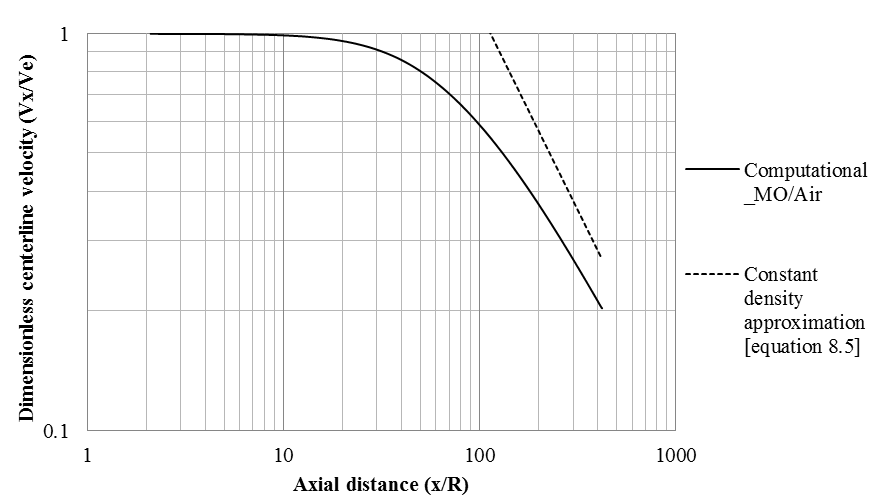 Dimensionless centerline velocity (Vx/Ve)
1
0.1
1
10
100
1000
Axial distance (x/R)
Computational
_MO/Air
Constant
density
approximation
[equation 8.5]